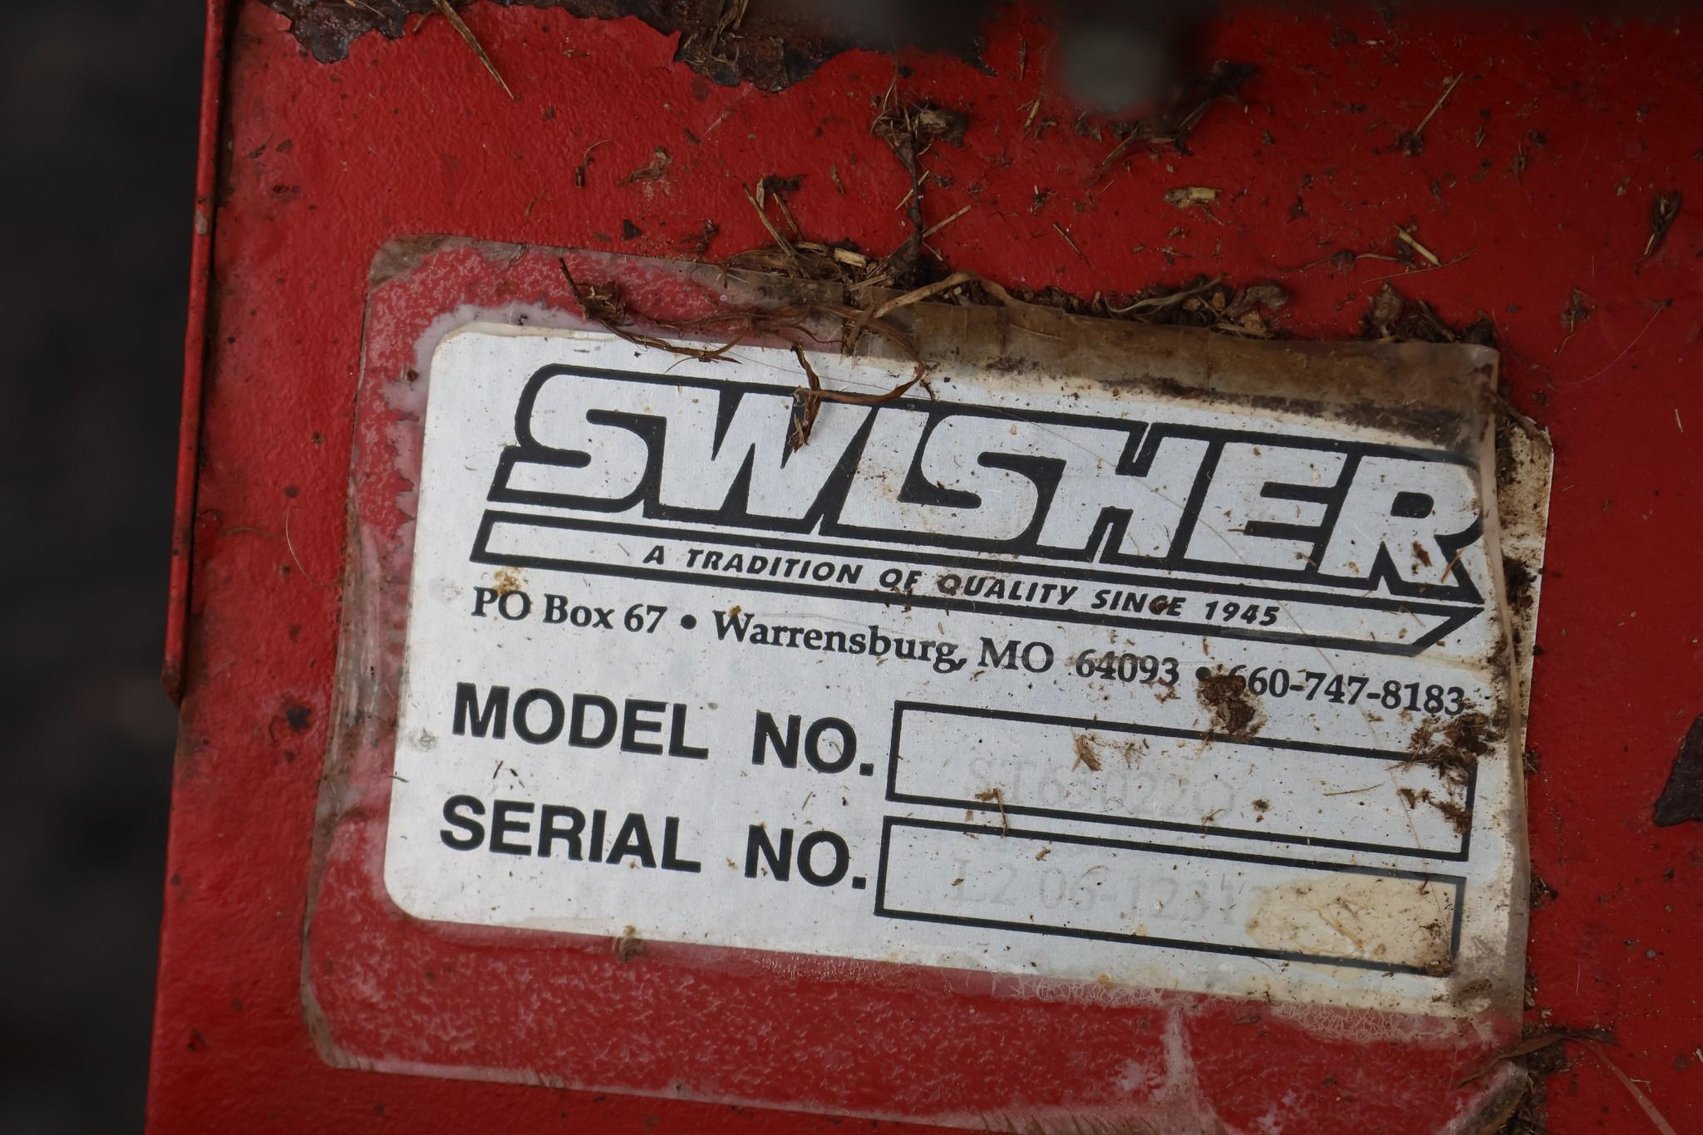 SWISHER
A TRADITION OF QUALITY SINCE 1945
PO Box 67 • Warrensburg, MO 64093 • 660-747-8183
MODEL NO.
SERIAL NO.